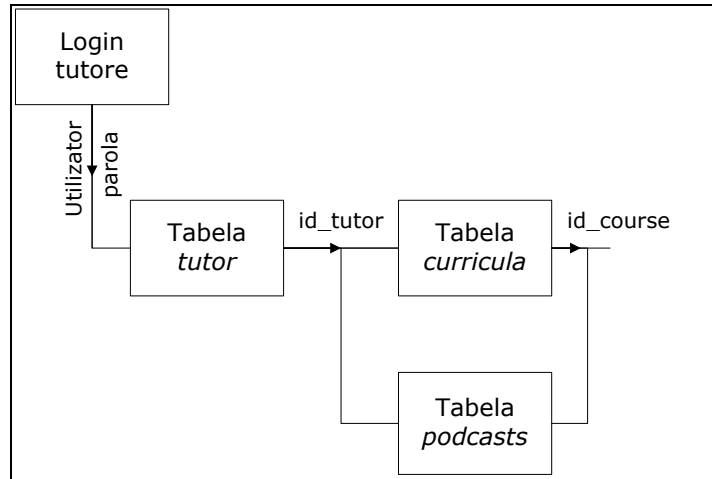 Login
tutore
Utilizator
parola
Tabela
tutor
id_tutor
Tabela
curricula
id_course
Tabela
podcasts